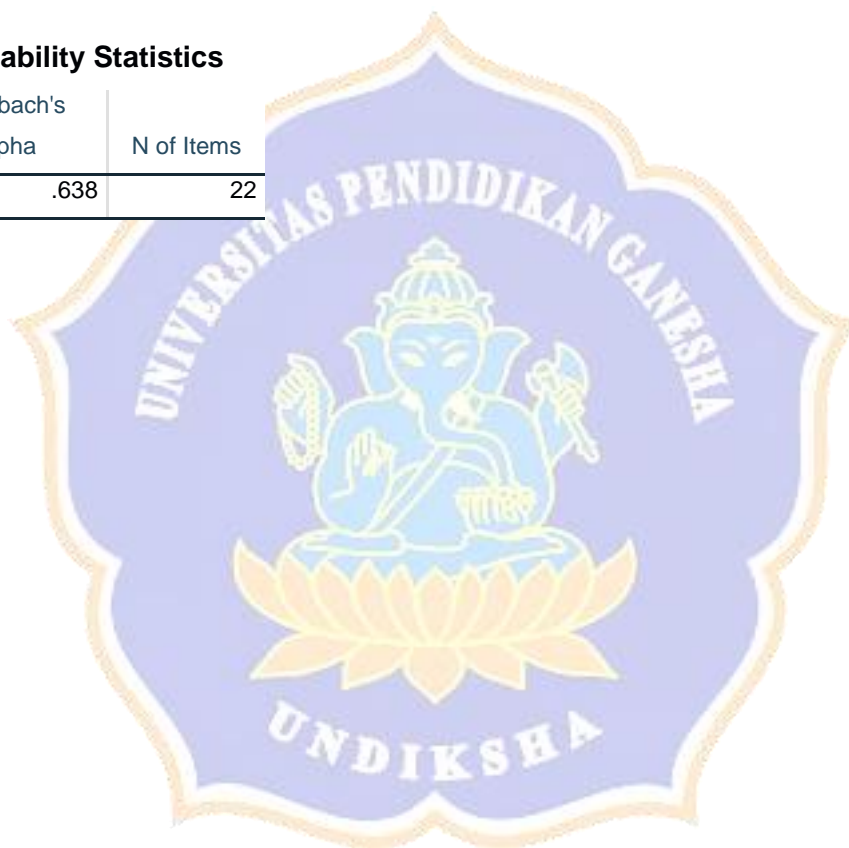 ability Statistics
bach's
pha N of Items
.638 22
UNIVERSITAS PENDIDIKAN GANESHA
UNDIKSHA